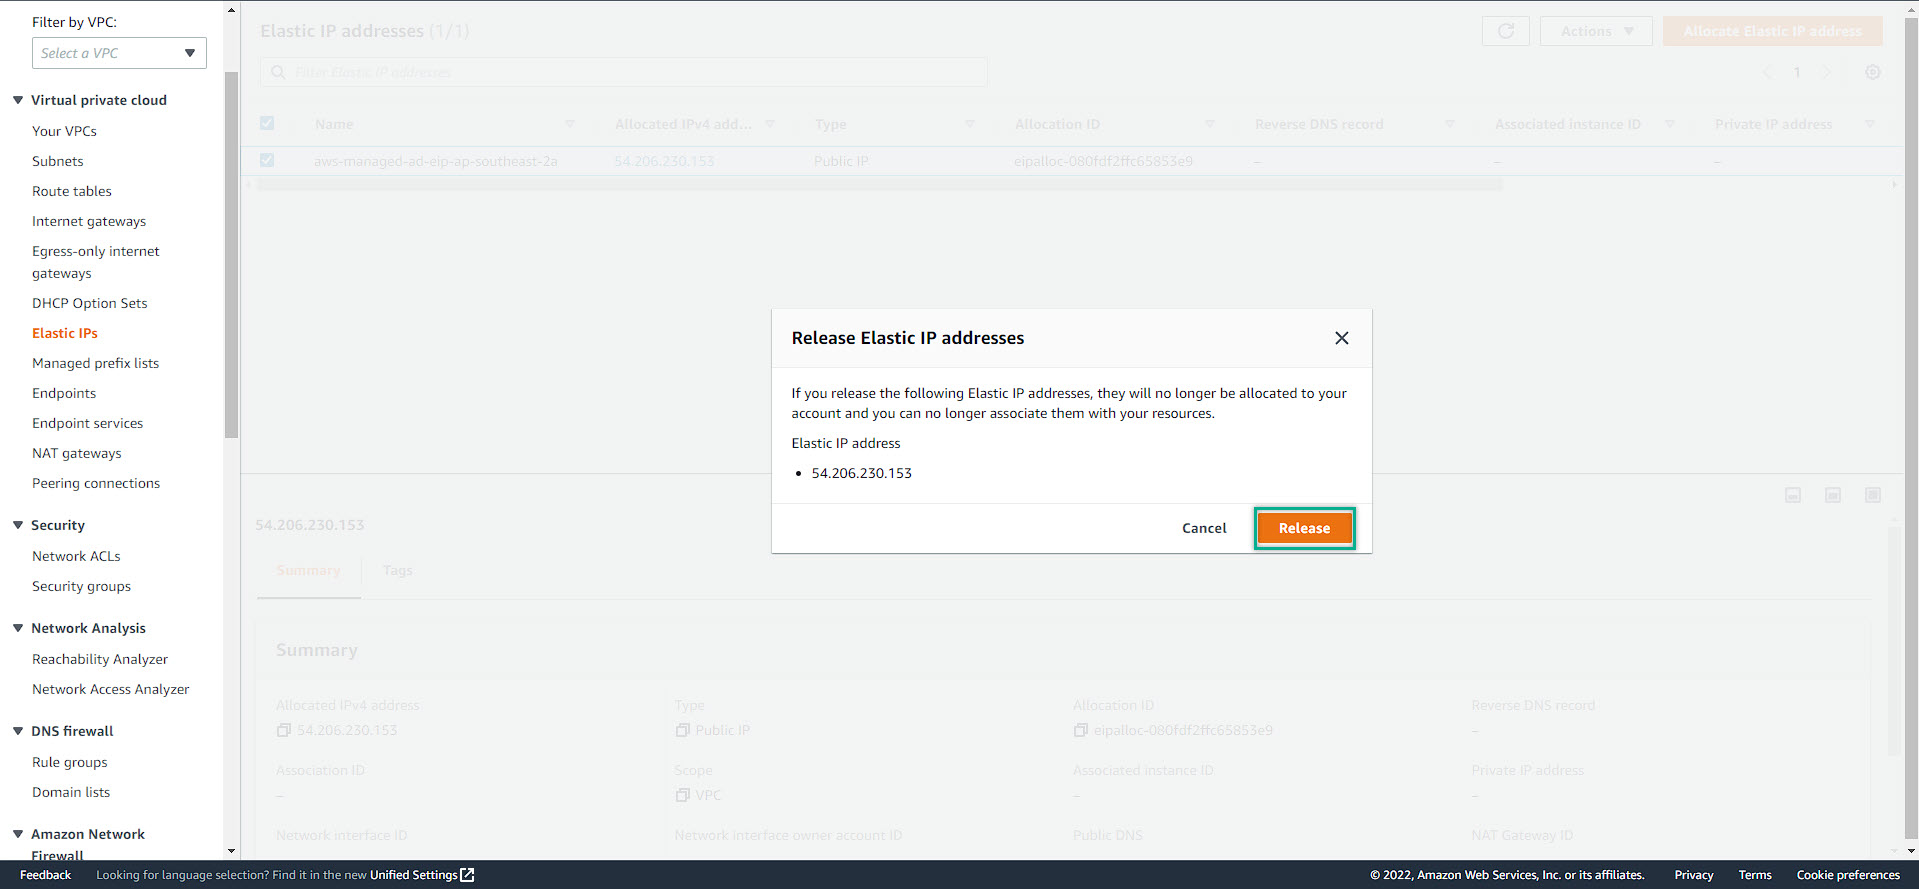 Filter by VPC:
Select a VPC
Virtual private cloud
Your VPCs
Subnets
Route tables
Internet gateways
Egress-only internet
gateways
DHCP Option Sets
Elastic IPs
Managed prefix lists
Endpoints
Endpoint services
NAT gateways
Peering connections
Security
Network ACLs
Security groups
Network Analysis
Reachability Analyzer
Network Access Analyzer
DNS firewall
Rule groups
Domain lists
Amazon Network
Firewall
Elastic IP addresses (1/1)
Actions
Allocate Elastic IP address
Filter Elastic IP addresses
1
Name Allocated IPv4 add... Type Allocation ID Reverse DNS record Associated instance ID Private IP address
aws-managed-ad-eip-ap-southeast-2a 54.206.230.153 Public IP eipalloc-080fdf2ffc65853e9 – – –
Release Elastic IP addresses
If you release the following Elastic IP addresses, they will no longer be allocated to your
account and you can no longer associate them with your resources.
Elastic IP address
• 54.206.230.153
Cancel Release
54.206.230.153
Summary Tags
Summary
Allocated IPv4 address Type Allocation ID Reverse DNS record
54.206.230.153 Public IP eipalloc-080fdf2ffc65853e9 –
Association ID Scope Associated instance ID Private IP address
– VPC – –
Network interface ID Network interface owner account ID Public DNS NAT Gateway ID
Feedback Looking for language selection? Find it in the new Unified Settings © 2022, Amazon Web Services, Inc. or its affiliates. Privacy Terms Cookie preferences